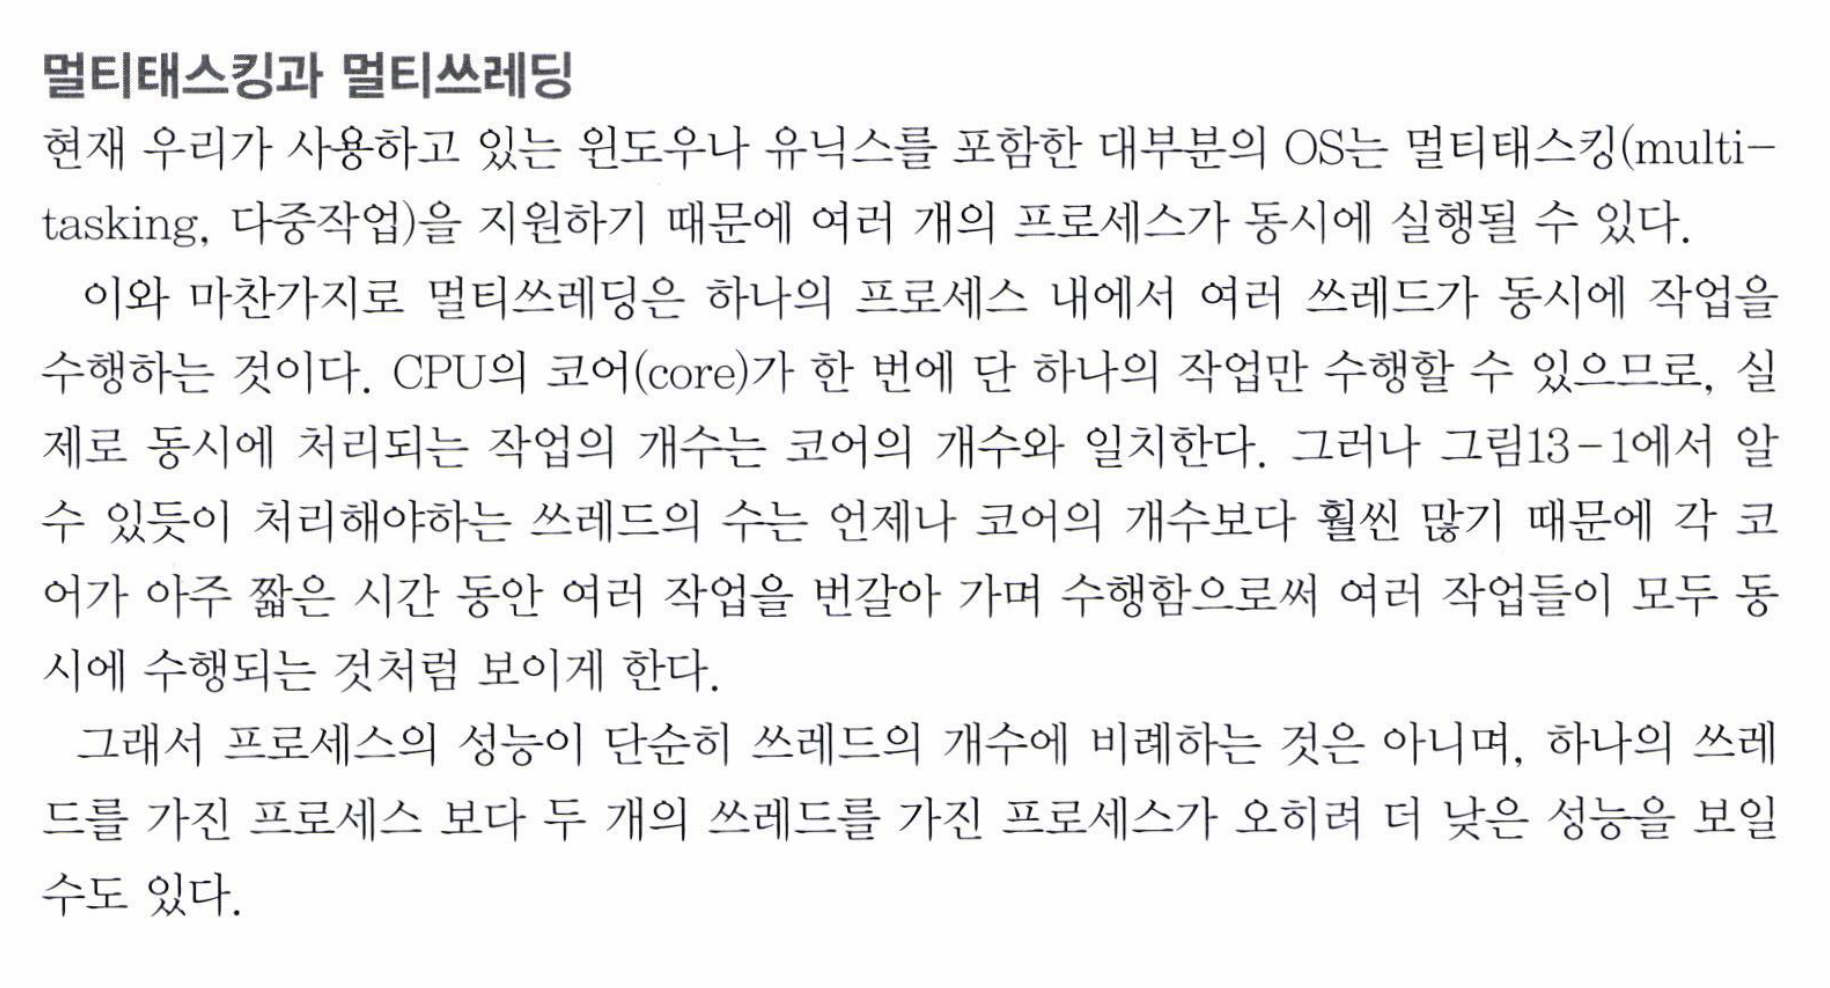 멀티태스킹과 멀티쓰레딩
현재 우리가 사용하고 있는 윈도우나 유닉스를 포함한 대부분의 OS는 멀티태스킹(multi-
tasking, 다중작업)을 지원하기 때문에 여러 개의 프로세스가 동시에 실행될 수 있다.
이와 마찬가지로 멀티쓰레딩은 하나의 프로세스 내에서 여러 쓰레드가 동시에 작업을
수행하는 것이다. CPU의 코어(core)가 한 번에 단 하나의 작업만 수행할 수 있으므로, 실
제로 동시에 처리되는 작업의 개수는 코어의 개수와 일치한다. 그러나 그림13-1에서 알
수 있듯이 처리해야하는 쓰레드의 수는 언제나 코어의 개수보다 훨씬 많기 때문에 각 코
어가 아주 짧은 시간 동안 여러 작업을 번갈아 가며 수행함으로써 여러 작업들이 모두 동
시에 수행되는 것처럼 보이게 한다.
그래서 프로세스의 성능이 단순히 쓰레드의 개수에 비례하는 것은 아니며, 하나의 쓰레
드를 가진 프로세스 보다 두 개의 쓰레드를 가진 프로세스가 오히려 더 낮은 성능을 보일
수도 있다.